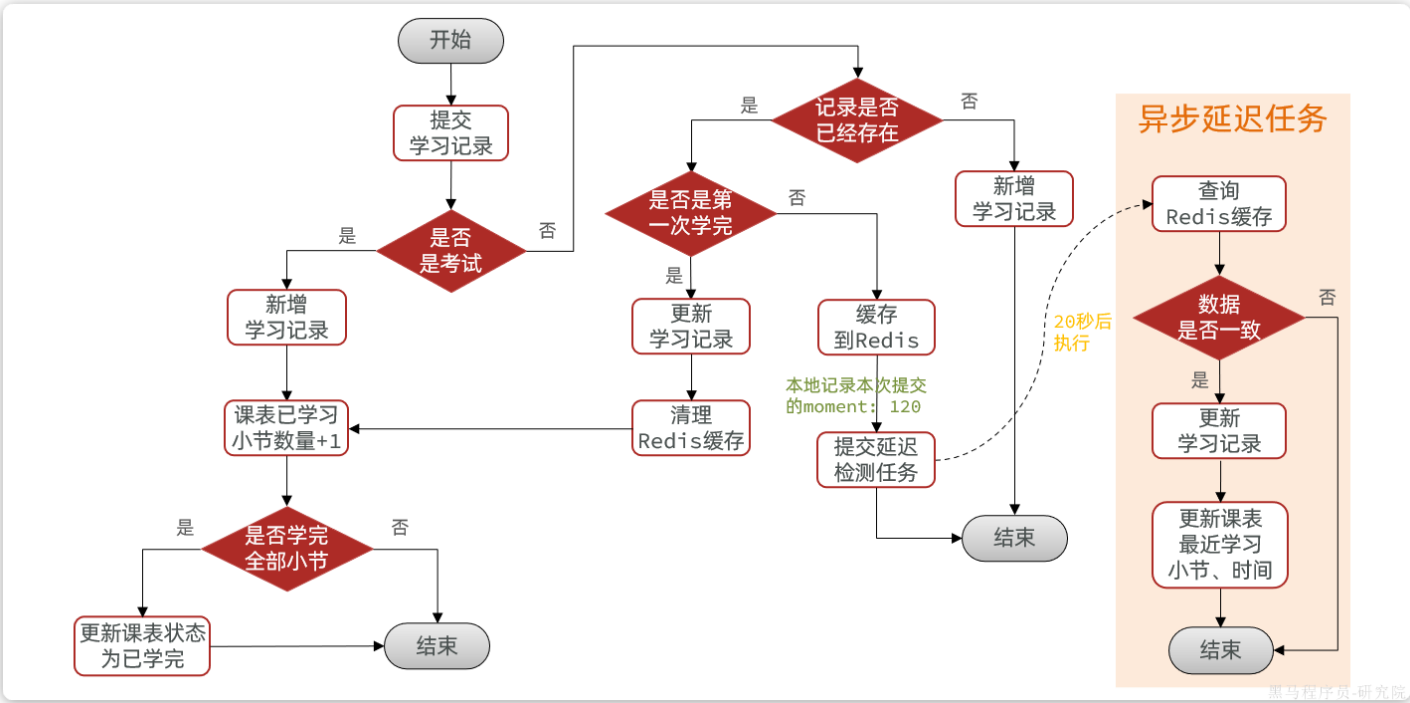 开始
提交
学习记录
是否
是考试
是
否
新增
学习记录
课表已学习
小节数量+1
是否学完
全部小节
是
否
更新课表状态
为已学完
结束
记录是否
已经存在
是
否
是否是第
一次学完
是
否
更新
学习记录
清理
Redis缓存
缓存
到Redis
本地记录本次提交
的moment: 120
提交延迟
检测任务
新增
学习记录
结束
20秒后
执行
异步延迟任务
查询
Redis缓存
数据
是否一致
是
否
更新
学习记录
更新课表
最近学习
小节、时间
结束
黑马程序员-研究院